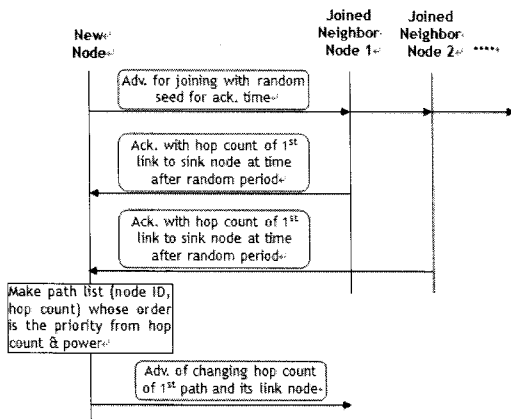 New
Node
Joined
Neighbor
Node 1
Joined
Neighbor
Node 2
••••
Adv. for joining with random
seed for ack. time
Ack. with hop count of 1st
link to sink node at time
after random period
Ack. with hop count of 1st
link to sink node at time
after random period
Make path list (node ID,
hop count) whose order
is the priority from hop
count & power
Adv. of changing hop count
of 1st path and its link node